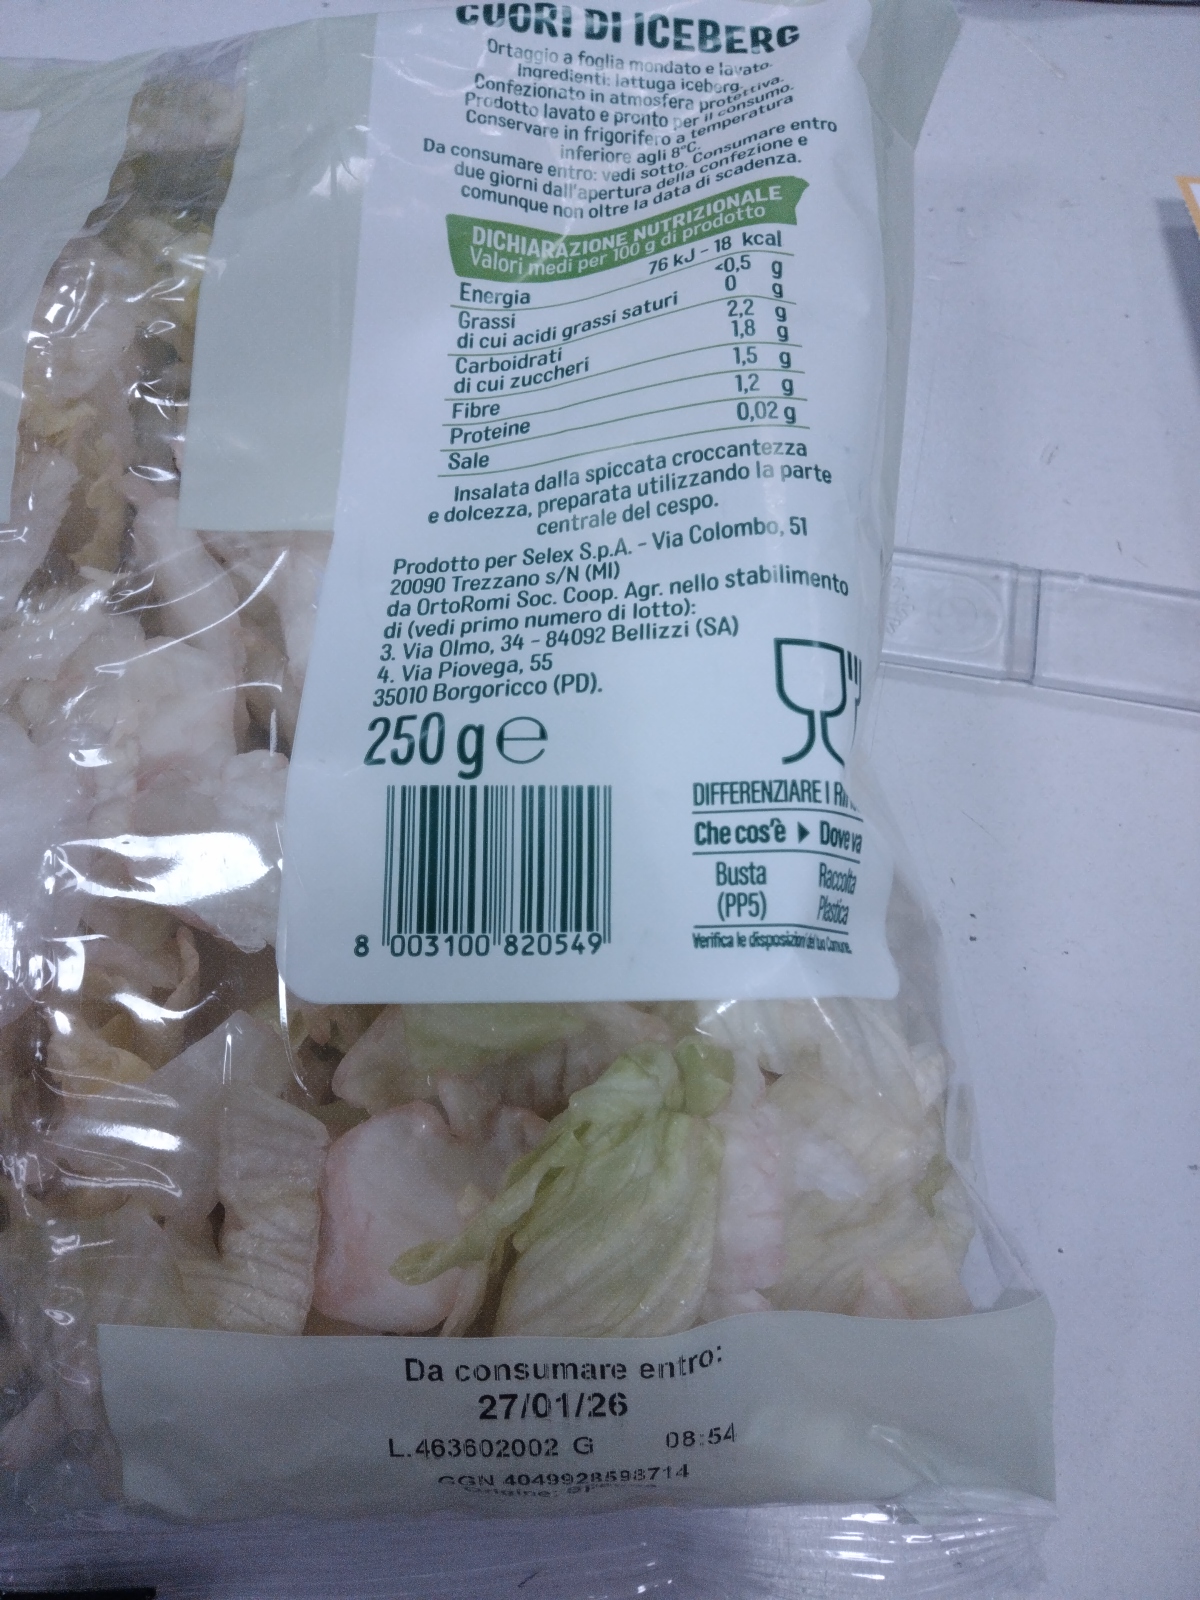 CUORI DI ICEBERG
Ortaggio a foglia mondato e lavato.
Ingredienti: lattuga iceberg.
Confezionato in atmosfera protettiva.
Prodotto lavato e pronto per il consumo.
Conservare in frigorifero a temperatura
inferiore agli 8°C.
Da consumare entro: vedi sotto. Consumare entro
due giorni dall'apertura della confezione e
comunque non oltre la data di scadenza.
DICHIARAZIONE NUTRIZIONALE
Valori medi per 100 g di prodotto
Energia 76 kJ - 18 kcal
Grassi <0,5 g
di cui acidi grassi saturi 0 g
Carboidrati 2,2 g
di cui zuccheri 1,8 g
Fibre 1,5 g
Proteine 1,2 g
Sale 0,02 g
Insalata dalla spiccata croccantezza
e dolcezza, preparata utilizzando la parte
centrale del cespo.
Prodotto per Selex S.p.A. - Via Colombo, 51
20090 Trezzano s/N (MI)
da OrtoRomi Soc. Coop. Agr. nello stabilimento
di (vedi primo numero di lotto):
3. Via Olmo, 34 - 84092 Bellizzi (SA)
4. Via Piovega, 55
35010 Borgoricco (PD).
250 g e
8 003100 820549
DIFFERENZIARE I
Che cos'è ▶ Dove va
Busta Raccolta
(PP5) Plastica
Verifica le disposizioni del tuo Comune.
Da consumare entro:
27/01/26
L.463602002 G 08:54
GGN 4049928598714
Origine: